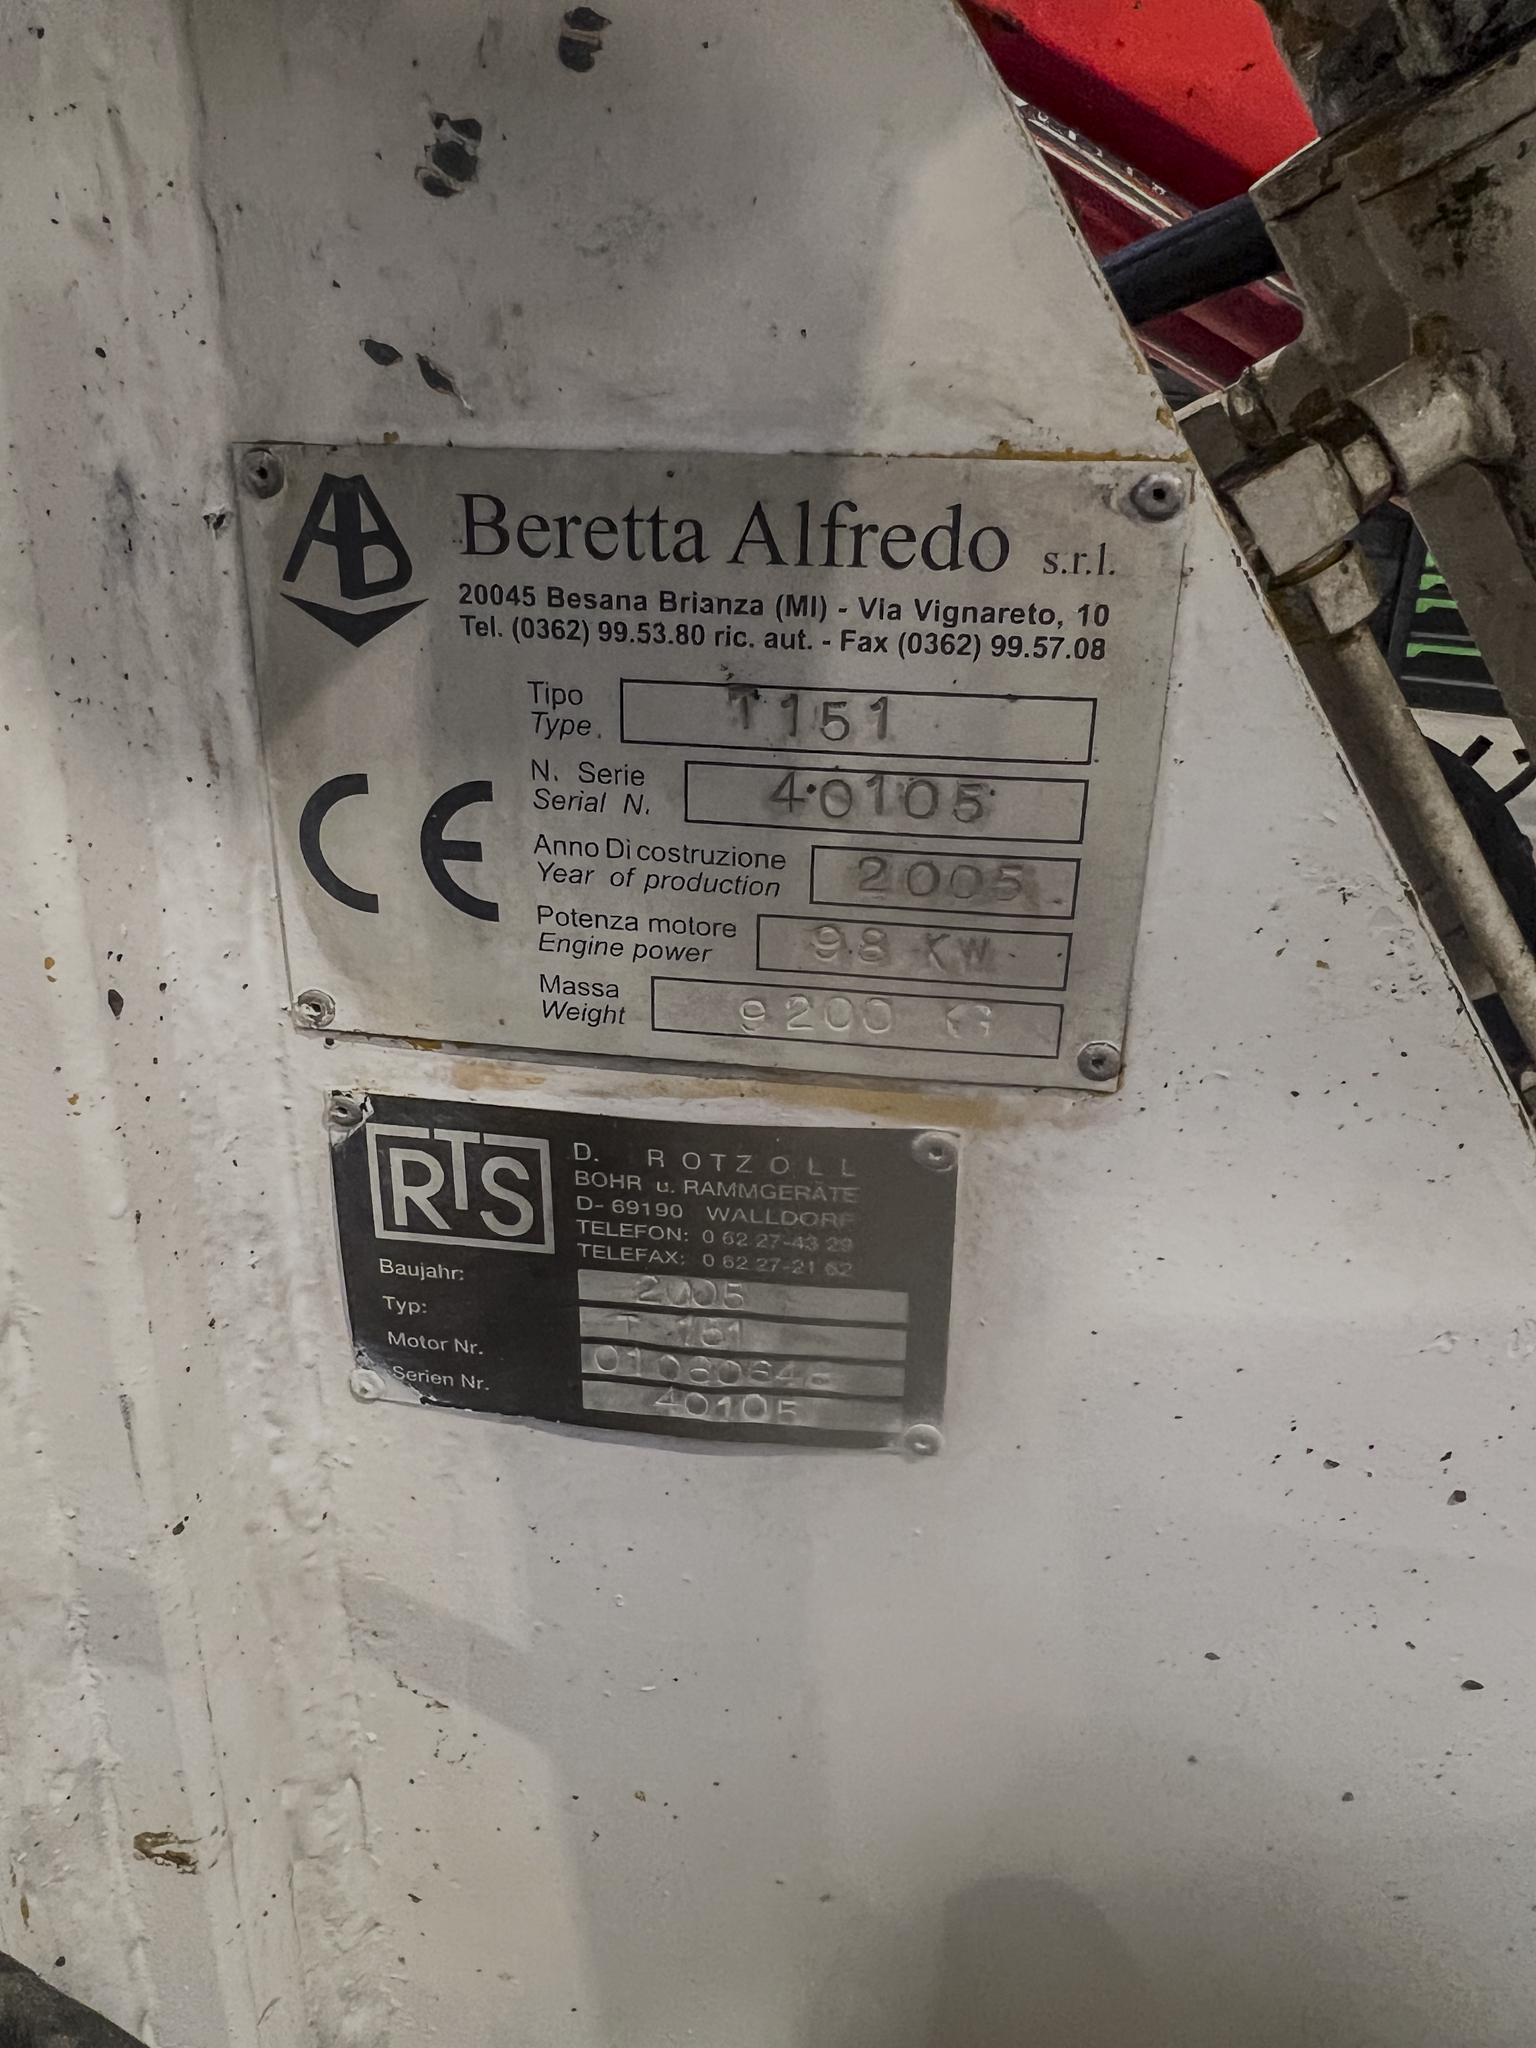 Beretta Alfredo s.r.l.
20045 Besana Brianza (MI) - Via Vignareto, 10
Tel. (0362) 99.53.80 ric. aut. - Fax (0362) 99.57.08
Tipo
Type
T151
N. Serie
Serial N.
40105
Anno Di costruzione
Year of production
2005
Potenza motore
Engine power
98 KW
Massa
Weight
9200
CE
RTS
D. ROTZOLL
BOHR u. RAMMGERÄTE
D-69190 WALLDORF
TELEFON: 0 62 27-43 29
TELEFAX: 0 62 27-21 62
Baujahr: 2005
Typ: T 151
Motor Nr.
Serien Nr. 40105